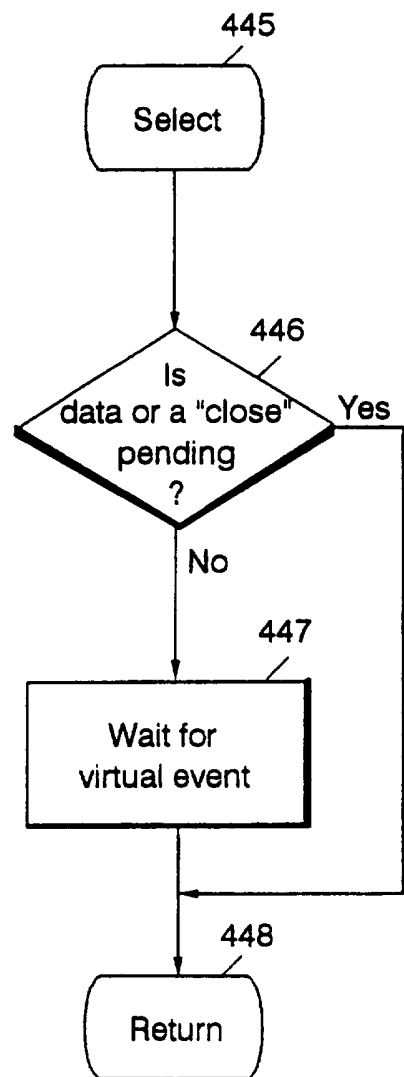 445
Select
446
Is
data or a "close"
pending
?
Yes
No
447
Wait for
virtual event
448
Return